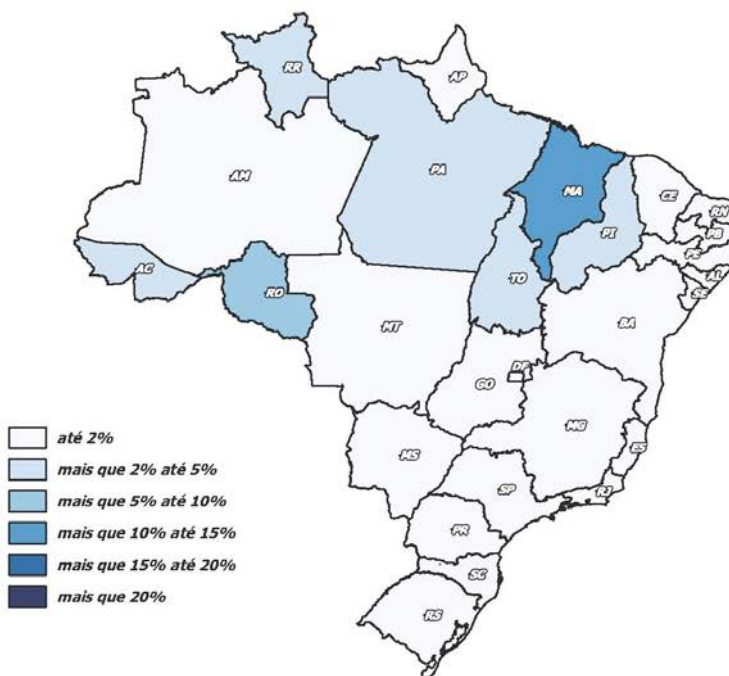 RR
AP
AM
PA
MA
CE
RN
PB
PE
AL
SE
PI
AC
RO
TO
BA
MT
DF
GO
MG
ES
MS
SP
RJ
PR
SC
RS
até 2%
mais que 2% até 5%
mais que 5% até 10%
mais que 10% até 15%
mais que 15% até 20%
mais que 20%